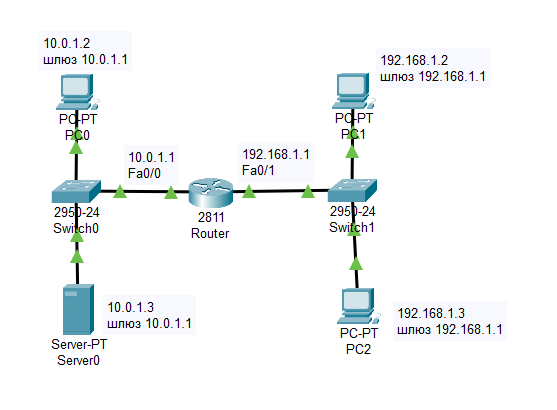 10.0.1.2
шлюз 10.0.1.1
PC-PT
PC0
192.168.1.2
шлюз 192.168.1.1
PC-PT
PC1
10.0.1.1
Fa0/0
192.168.1.1
Fa0/1
2950-24
Switch0
2811
Router
2950-24
Switch1
10.0.1.3
шлюз 10.0.1.1
Server-PT
Server0
192.168.1.3
шлюз 192.168.1.1
PC-PT
PC2